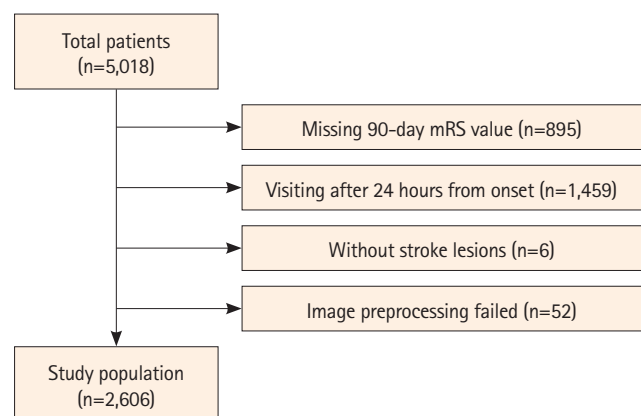 Total patients
(n=5,018)
Missing 90-day mRS value (n=895)
Visiting after 24 hours from onset (n=1,459)
Without stroke lesions (n=6)
Image preprocessing failed (n=52)
Study population
(n=2,606)